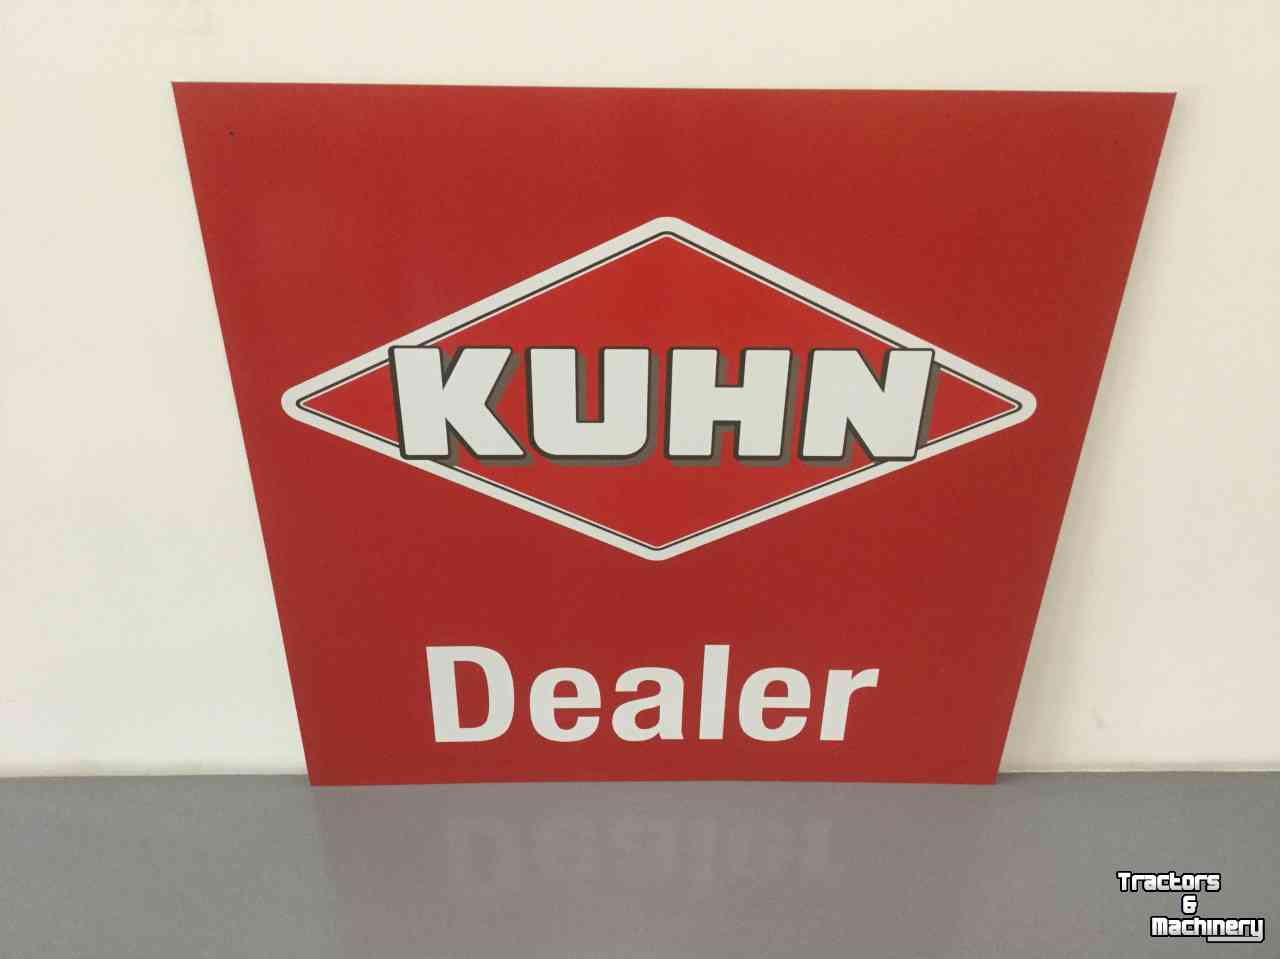 KUHN
Dealer
Tractors
&
Machinery